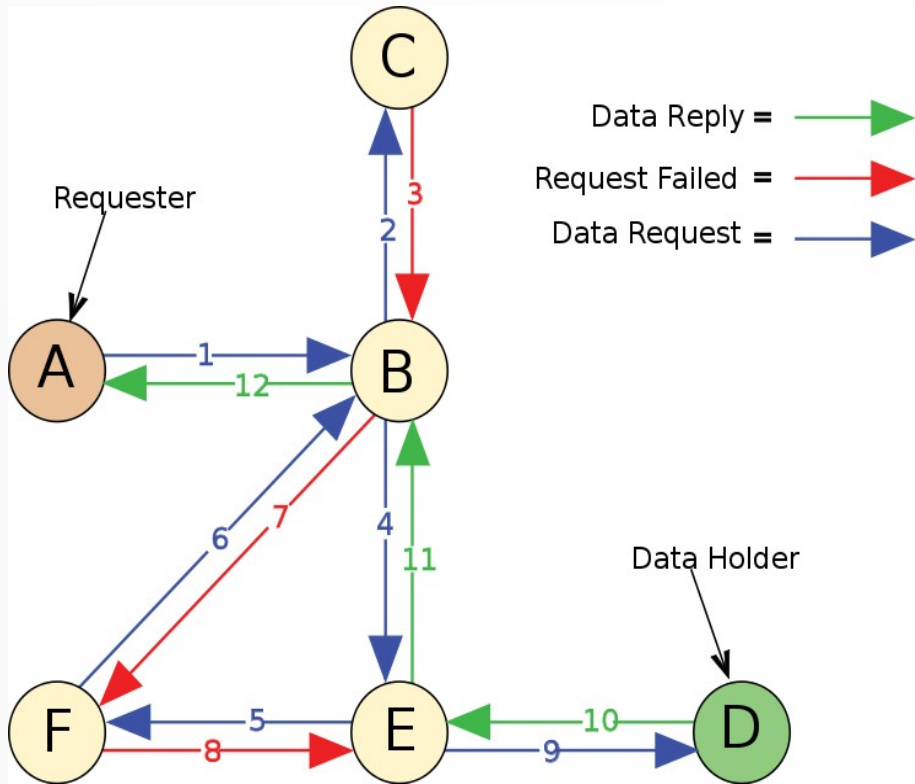 C
Data Reply =
Request Failed =
Data Request =
Requester
3
2
A
1
12
B
6
7
4
11
Data Holder
F
5
8
E
10
9
D